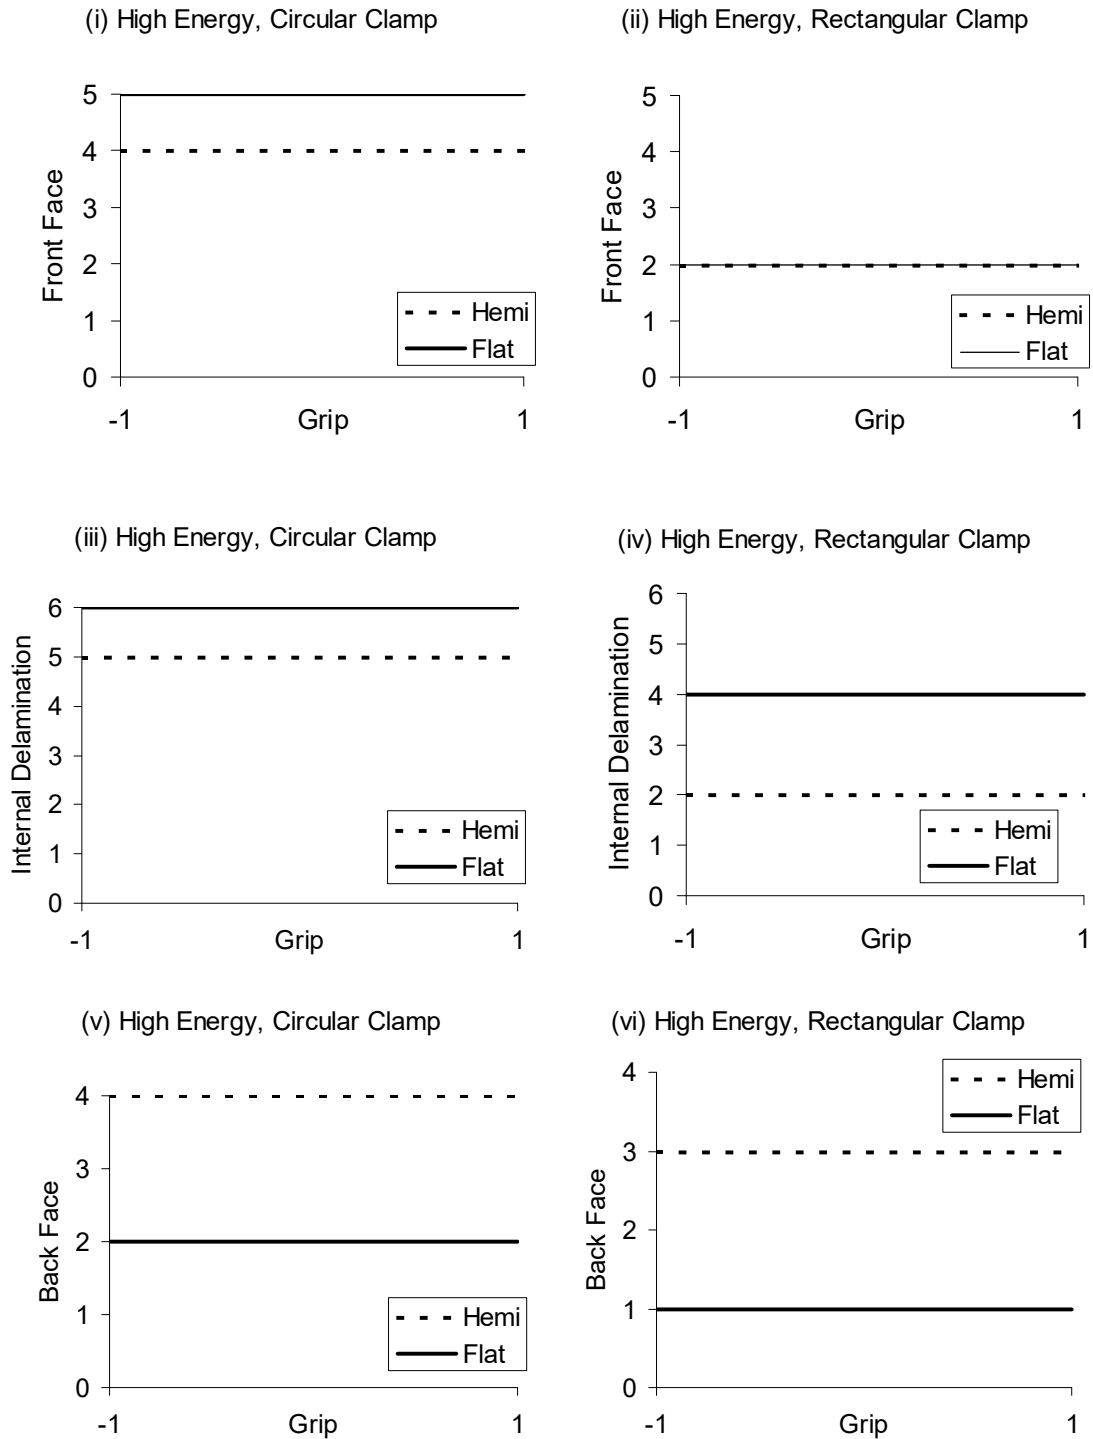 (i) High Energy, Circular Clamp
5
4
3
2
1
0
Front Face
-1
Grip
1
Hemi
Flat
(ii) High Energy, Rectangular Clamp
5
4
3
2
1
0
Front Face
-1
Grip
1
Hemi
Flat
(iii) High Energy, Circular Clamp
6
5
4
3
2
1
0
Internal Delamination
-1
Grip
1
Hemi
Flat
(iv) High Energy, Rectangular Clamp
6
5
4
3
2
1
0
Internal Delamination
-1
Grip
1
Hemi
Flat
(v) High Energy, Circular Clamp
4
3
2
1
0
Back Face
-1
Grip
1
Hemi
Flat
(vi) High Energy, Rectangular Clamp
4
3
2
1
0
Back Face
-1
Grip
1
Hemi
Flat